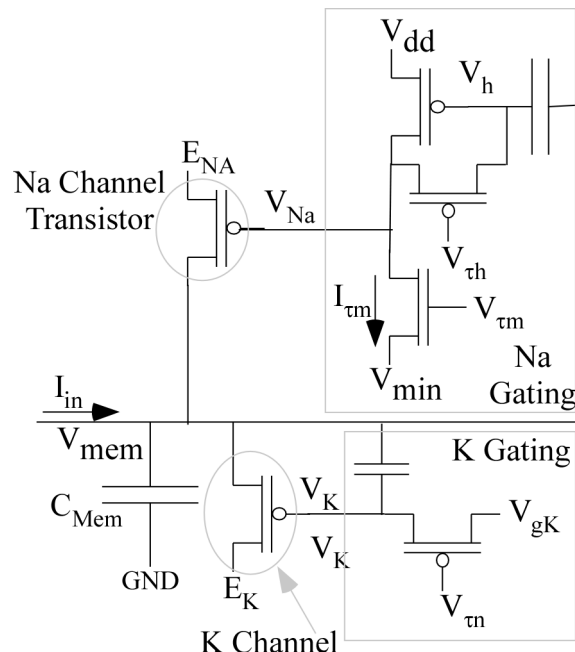 V_dd
V_h
E_NA
Na Channel
Transistor
V_Na
V_τh
I_τm
V_τm
V_min
Na
Gating
I_in
V_mem
K Gating
C_Mem
V_K
V_K
V_gK
GND
E_K
V_τn
K Channel